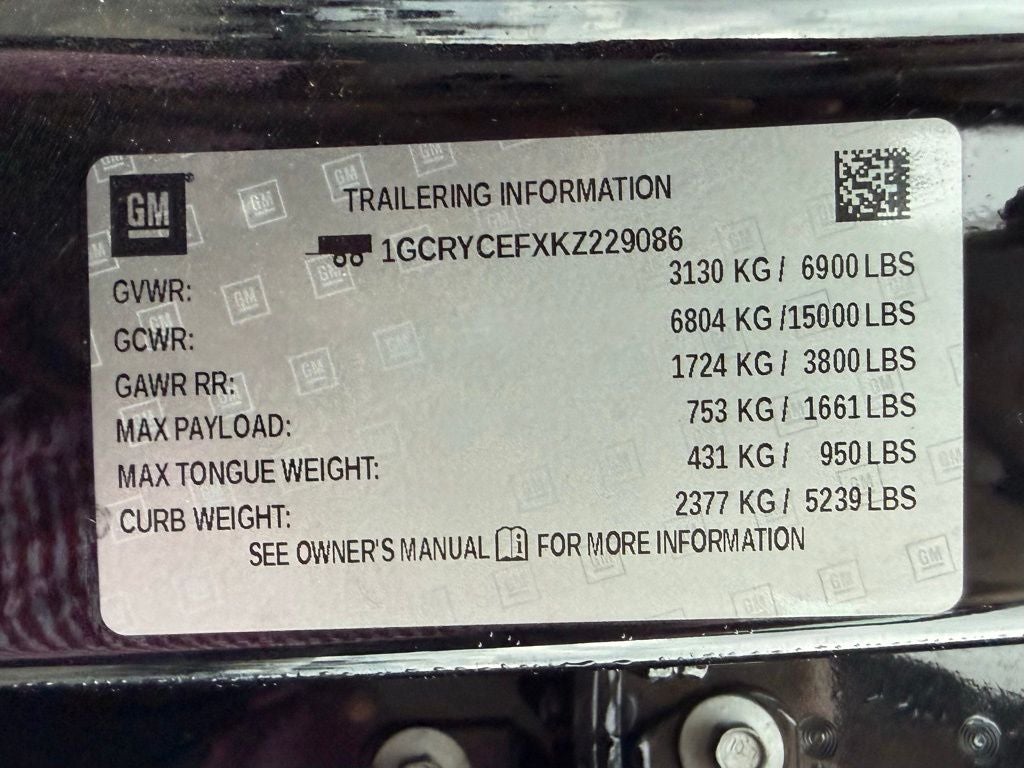 GM
TRAILERING INFORMATION
1GCRYCEFXKZ229086
GVWR: 3130 KG / 6900 LBS
GCWR: 6804 KG /15000 LBS
GAWR RR: 1724 KG / 3800 LBS
MAX PAYLOAD: 753 KG / 1661 LBS
MAX TONGUE WEIGHT: 431 KG / 950 LBS
CURB WEIGHT: 2377 KG / 5239 LBS
SEE OWNER'S MANUAL FOR MORE INFORMATION